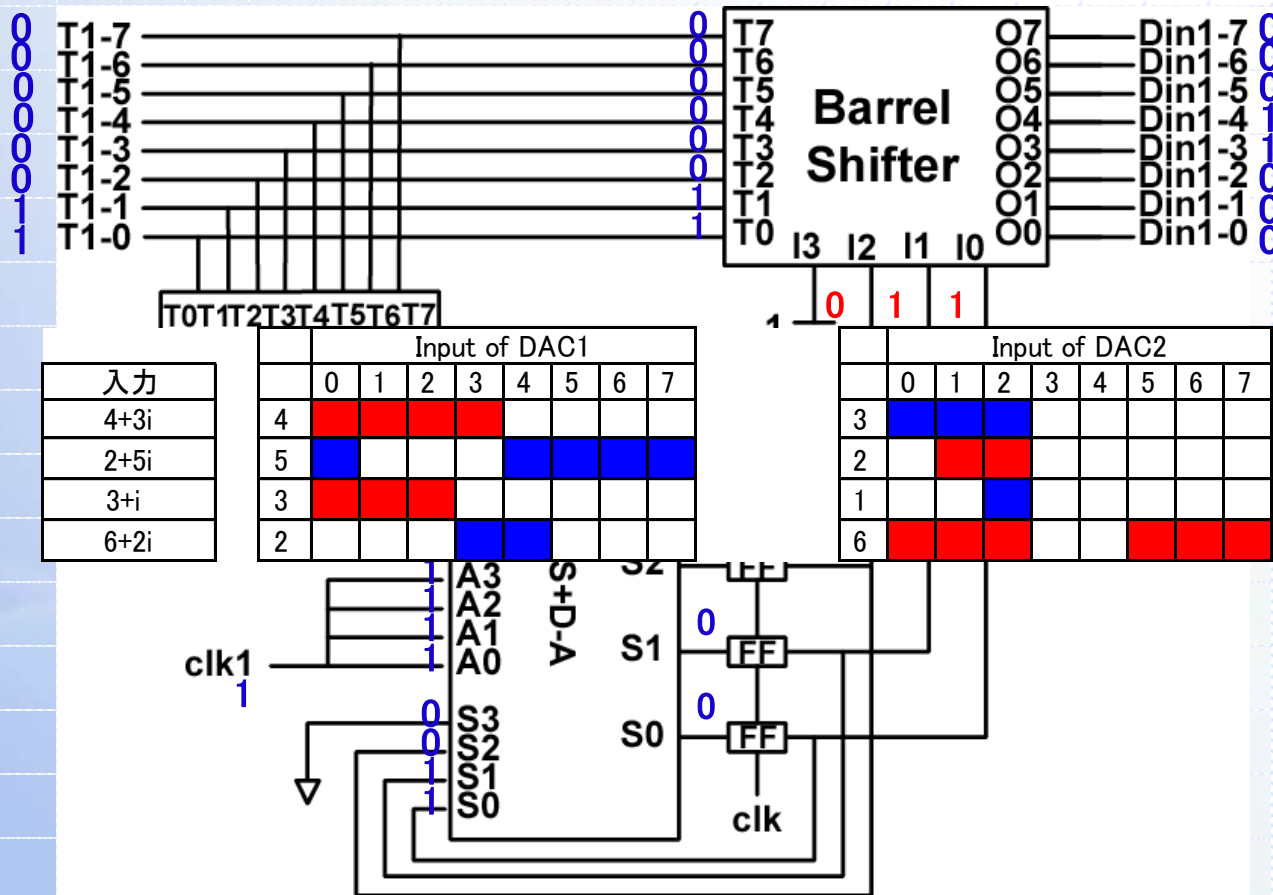 0 T1-7 0 T7 O7 Din1-7 0
0 T1-6 0 T6 O6 Din1-6 0
0 T1-5 0 T5 O5 Din1-5 0
0 T1-4 0 T4 O4 Din1-4 1
0 T1-3 0 T3 O3 Din1-3 1
0 T1-2 0 T2 O2 Din1-2 0
1 T1-1 1 T1 O1 Din1-1 0
1 T1-0 1 T0 O0 Din1-0 0
Barrel
Shifter
I3 I2 I1 I0
0 1 1
T0T1T2T3T4T5T6T7
1
入力
4+3i
2+5i
3+i
6+2i
Input of DAC1
0 1 2 3 4 5 6 7
4
5
3
2
Input of DAC2
0 1 2 3 4 5 6 7
3
2
1
6
1 A3
1 A2
1 A1
1 A0
clk1
1
0 S3
0 S2
1 S1
1 S0
S+D-A
S2 FF
0
S1 FF
0
S0 FF
clk